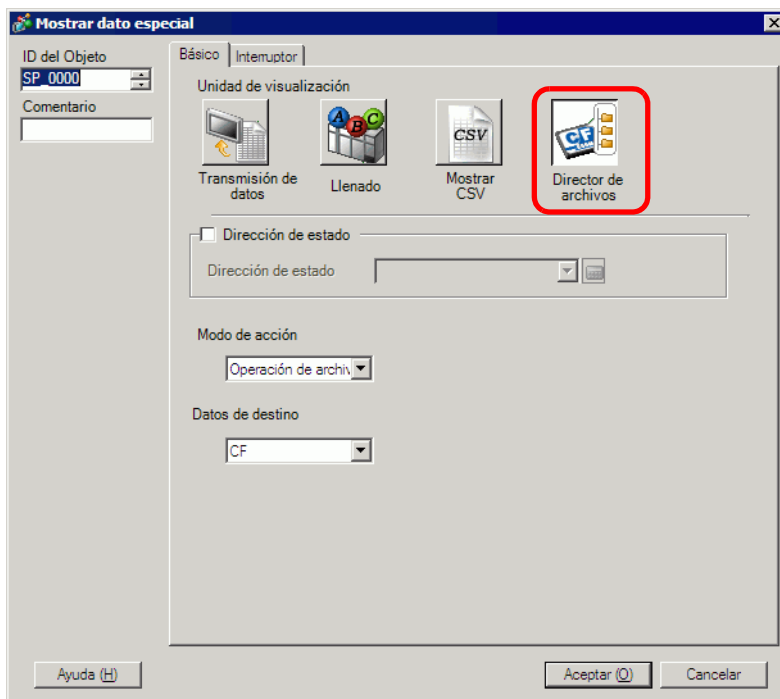 Mostrar dato especial
ID del Objeto
SP_0000
Comentario
Básico
Interruptor
Unidad de visualización
A B C
CSV
CF
Transmisión de
datos
Llenado
Mostrar
CSV
Director de
archivos
Dirección de estado
Dirección de estado
Modo de acción
Operación de archiv
Datos de destino
CF
Ayuda (H)
Aceptar (O)
Cancelar